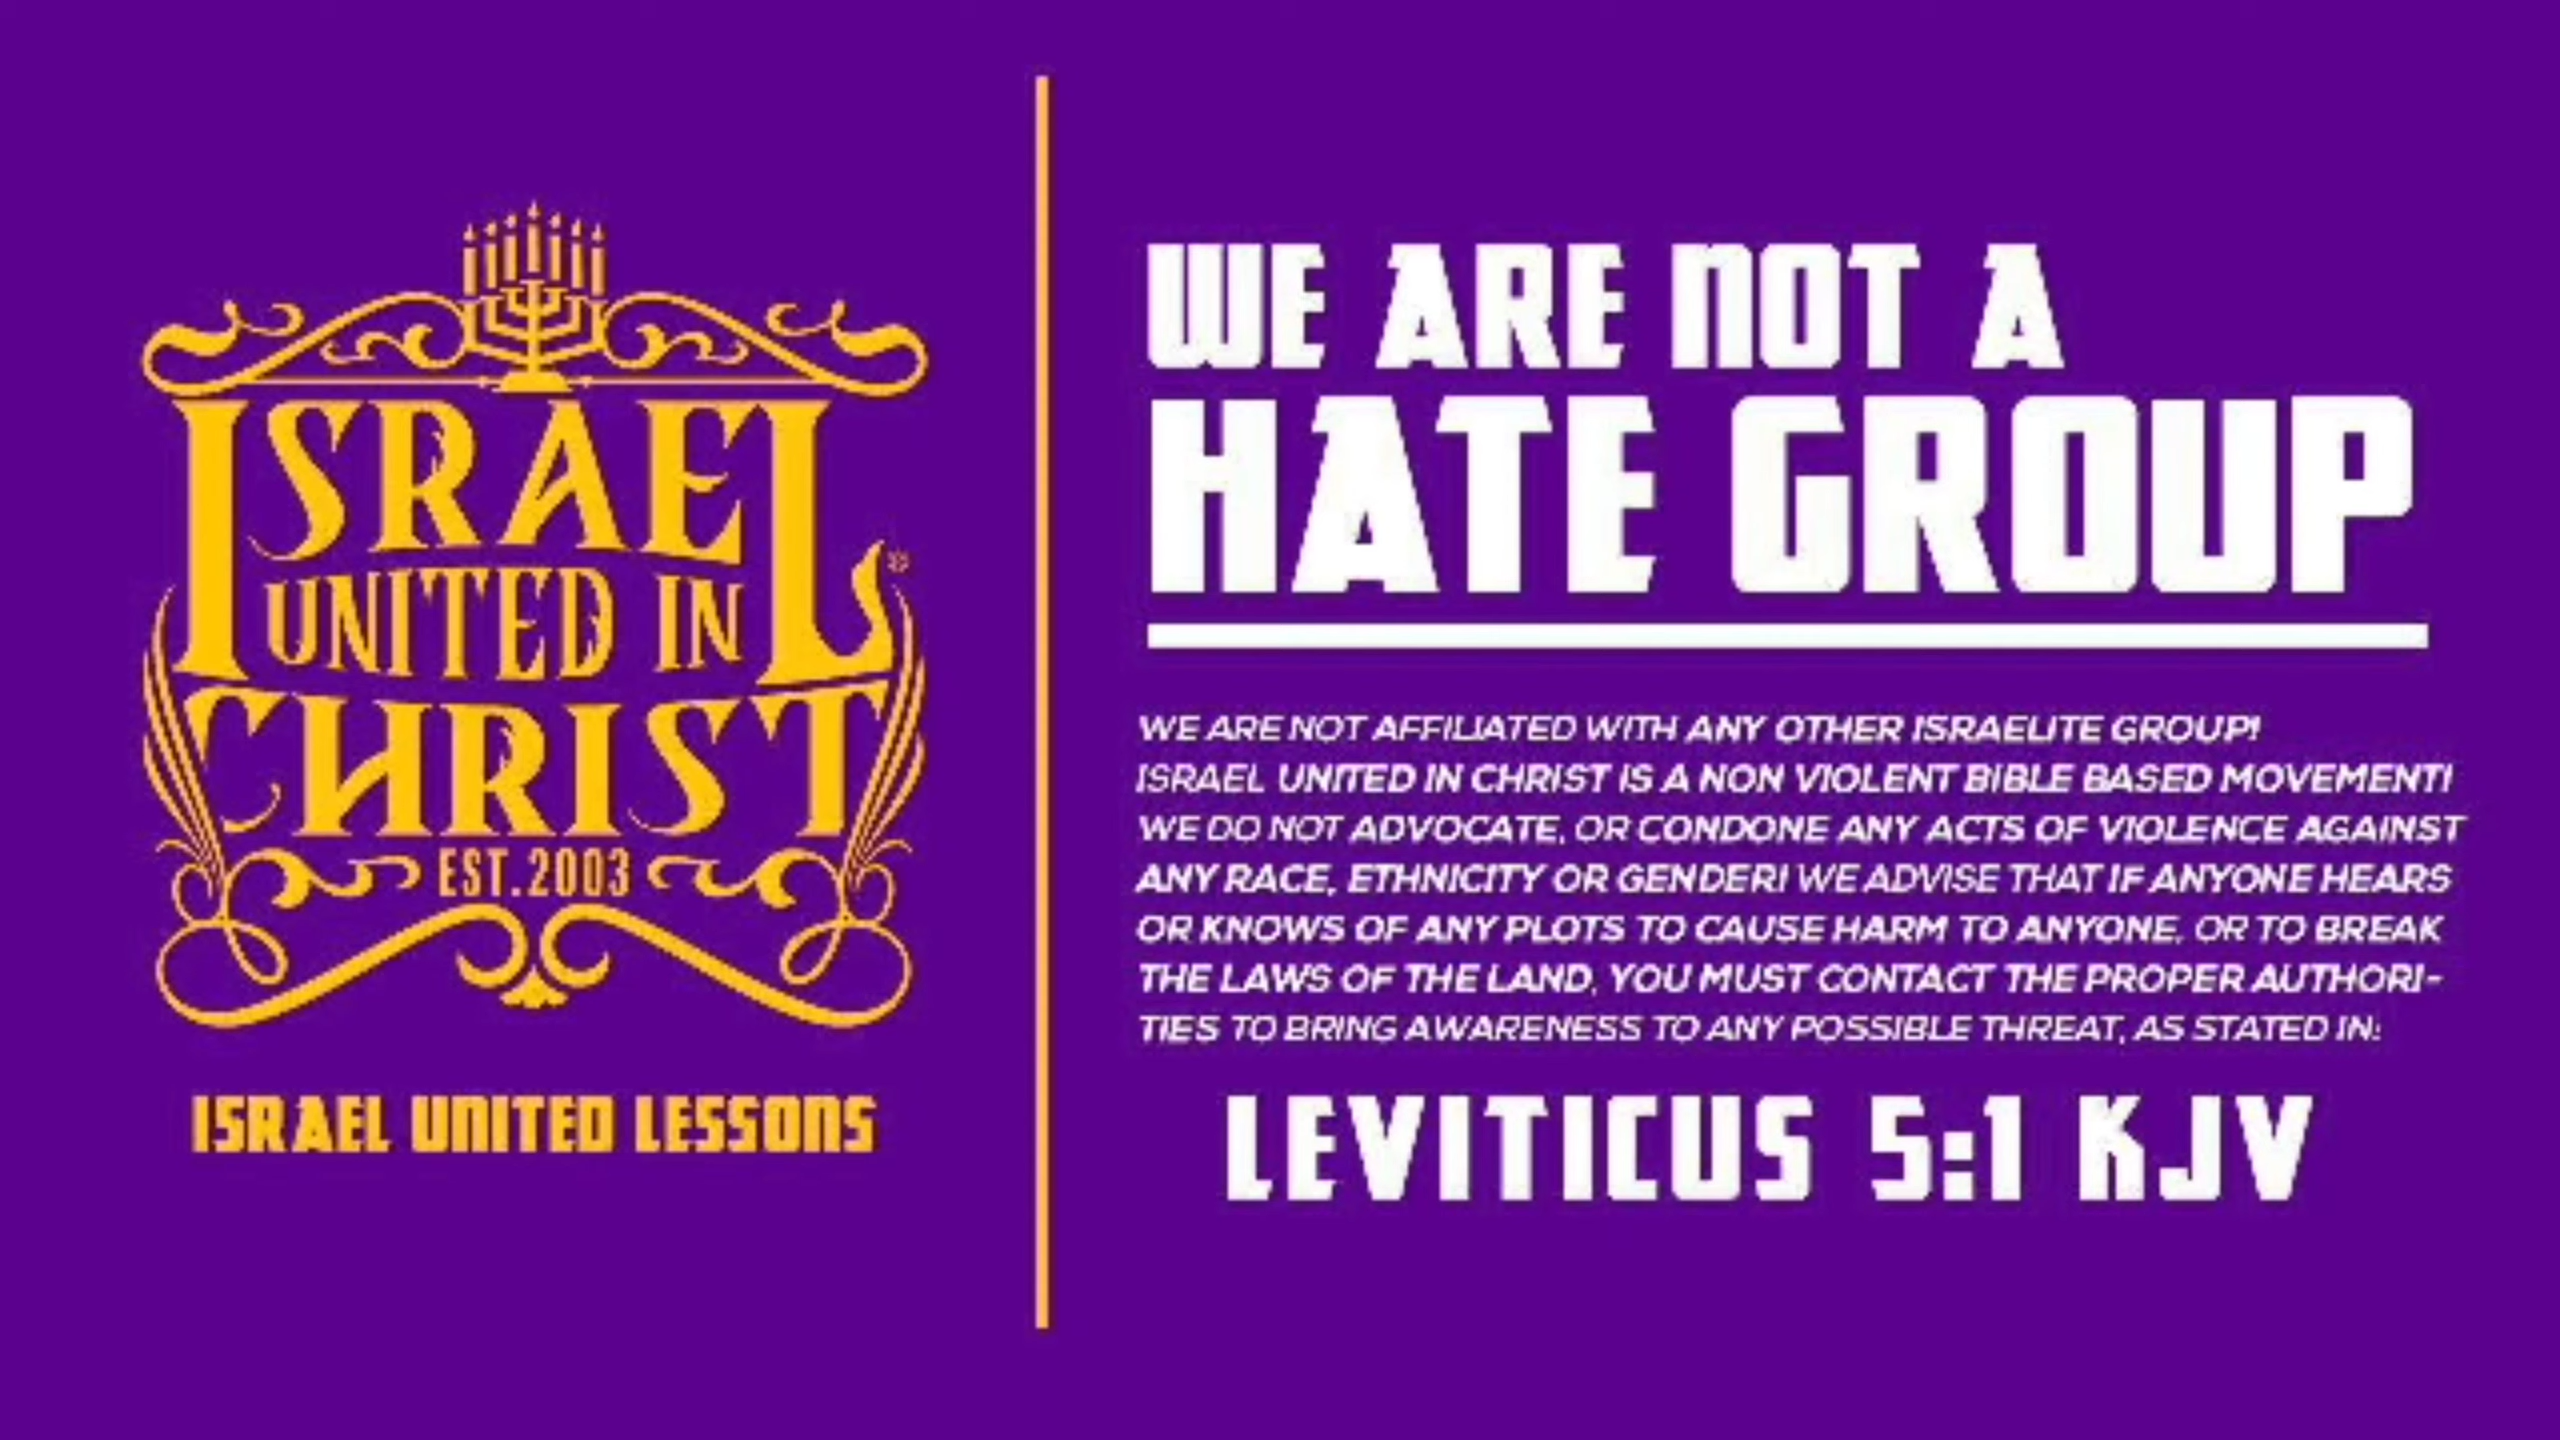 ISRAEL
UNITED IN
CHRIST
EST.2003
ISRAEL UNITED LESSONS
WE ARE NOT A
HATE GROUP
WE ARE NOT AFFILIATED WITH ANY OTHER ISRAELITE GROUP!
ISRAEL UNITED IN CHRIST IS A NON VIOLENT BIBLE BASED MOVEMENT!
WE DO NOT ADVOCATE, OR CONDONE ANY ACTS OF VIOLENCE AGAINST
ANY RACE, ETHNICITY OR GENDER! WE ADVISE THAT IF ANYONE HEARS
OR KNOWS OF ANY PLOTS TO CAUSE HARM TO ANYONE, OR TO BREAK
THE LAWS OF THE LAND, YOU MUST CONTACT THE PROPER AUTHORI-
TIES TO BRING AWARENESS TO ANY POSSIBLE THREAT, AS STATED IN:
LEVITICUS 5:1 KJV